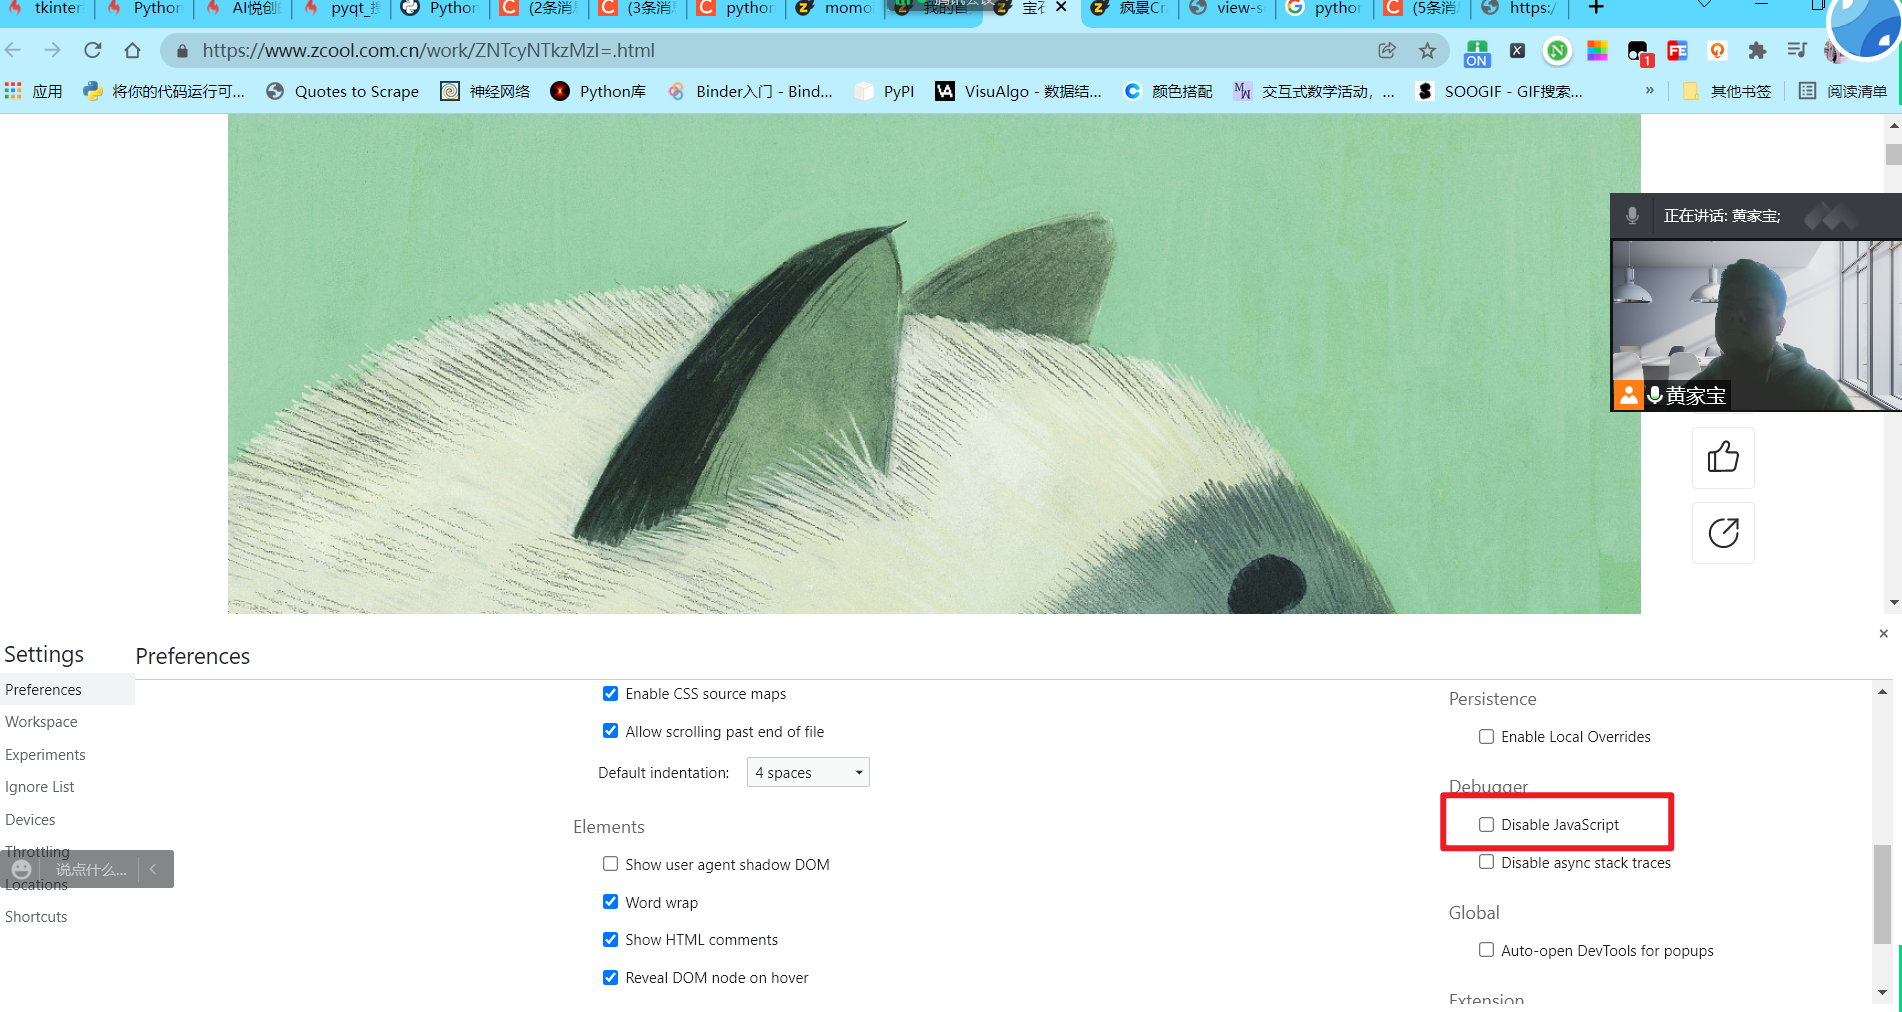 tkinter
Python
AI悦创
pyqt_
Python
(2条消
(3条消
python
momo
我的首
宝石
疯景C
view-s
python
(5条消
https:/
https://www.zcool.com.cn/work/ZNTcyNTkzMzI=.html
ON
1
FE
应用
将你的代码运行可...
Quotes to Scrape
神经网络
Python库
Binder入门 - Bind...
PyPI
VisuAlgo - 数据结...
颜色搭配
交互式数学活动，...
SOOGIF - GIF搜索...
»
其他书签
阅读清单
正在讲话: 黄家宝;
黄家宝
Settings
Preferences
Preferences
Workspace
Experiments
Ignore List
Devices
Throttling
说点什么...
Locations
Shortcuts
Enable CSS source maps
Allow scrolling past end of file
Default indentation:
4 spaces
Elements
Show user agent shadow DOM
Word wrap
Show HTML comments
Reveal DOM node on hover
Persistence
Enable Local Overrides
Debugger
Disable JavaScript
Disable async stack traces
Global
Auto-open DevTools for popups
Extension